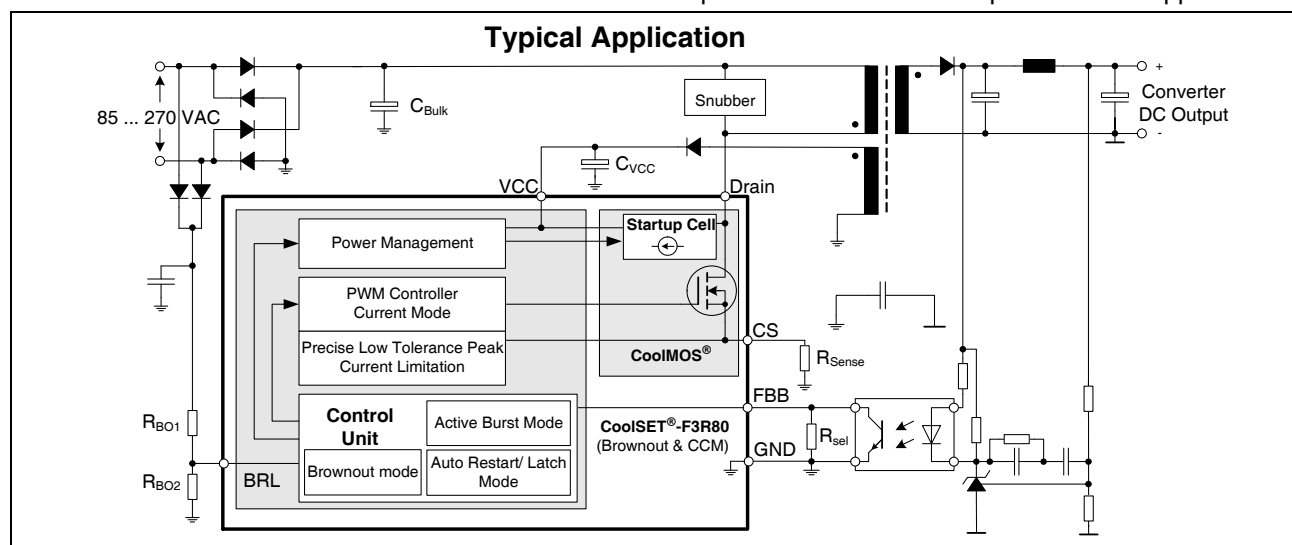 Typical Application
+
Snubber
C_Bulk
Converter
DC Output
85 ... 270 VAC
-
C_VCC
VCC
Drain
Startup Cell
Power Management
PWM Controller
Current Mode
CS
Precise Low Tolerance Peak
Current Limitation
CoolMOS®
R_Sense
FBB
R_BO1
Control
Unit
Active Burst Mode
CoolSET®-F3R80
(Brownout & CCM)
R_sel
GND
Brownout mode
Auto Restart/ Latch
Mode
BRL
R_BO2